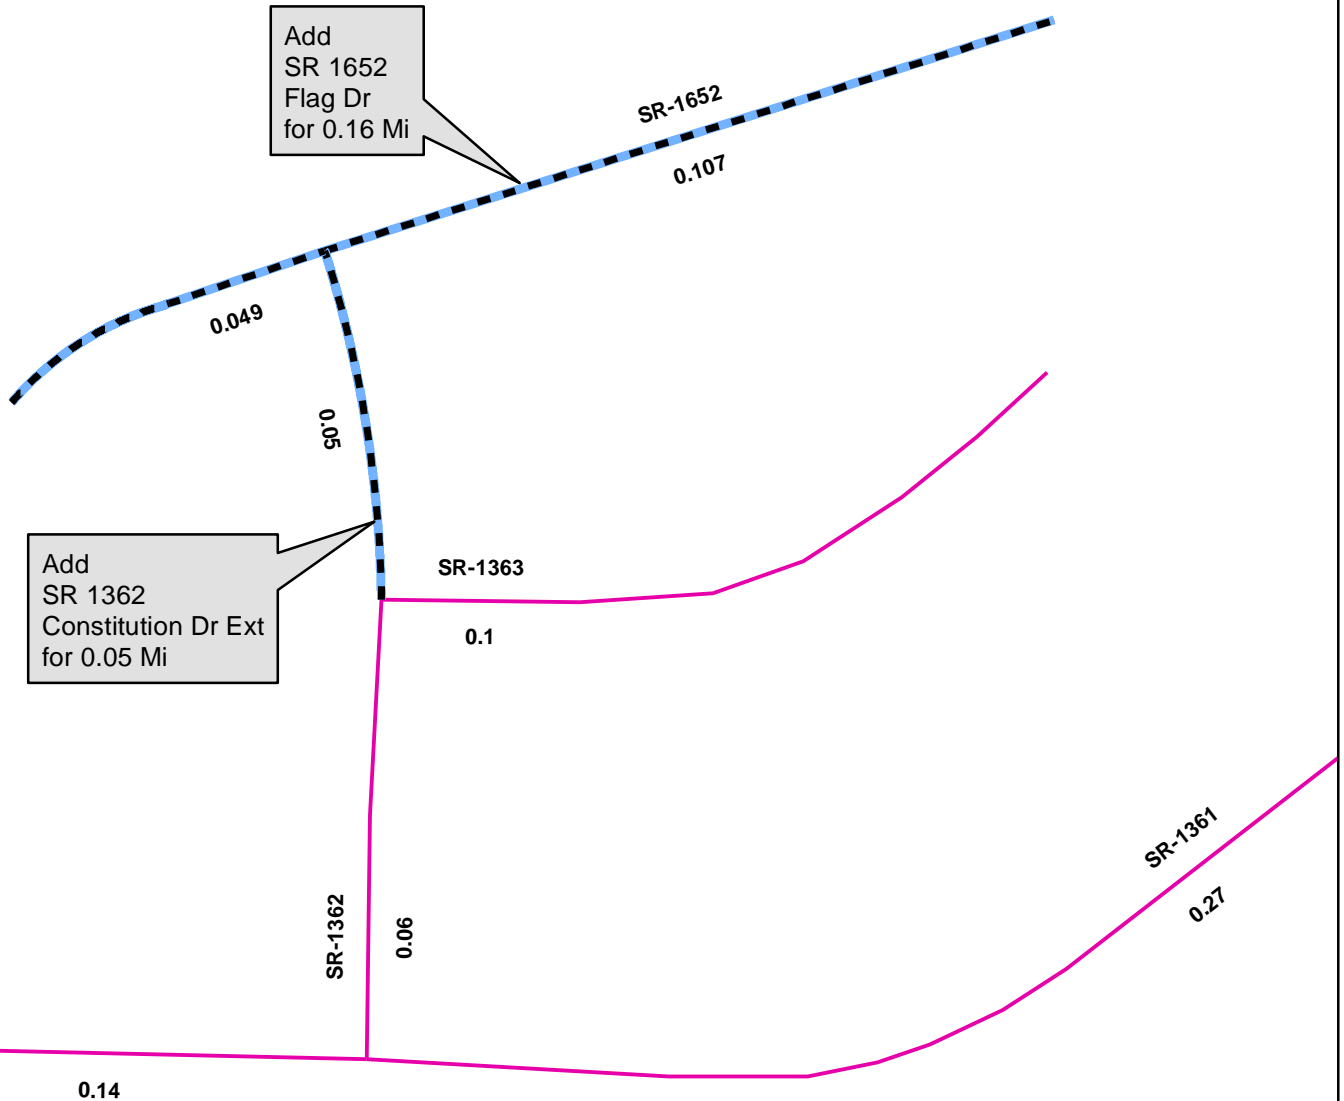 Add
SR 1652
Flag Dr
for 0.16 Mi
SR-1652
0.107
0.049
0.05
Add
SR 1362
Constitution Dr Ext
for 0.05 Mi
SR-1363
0.1
SR-1361
0.27
SR-1362
0.06
0.14